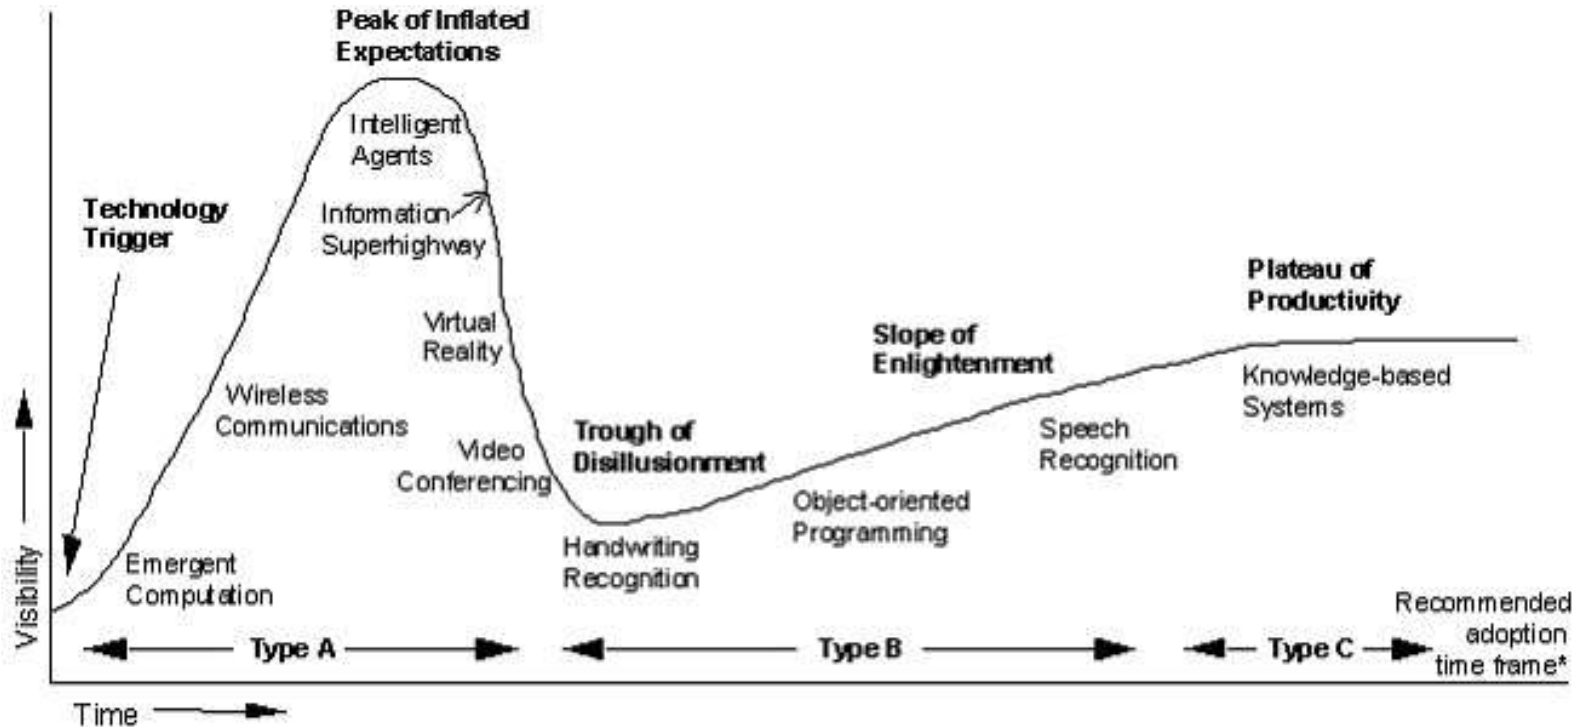 Peak of Inflated
Expectations
Intelligent
Agents
Technology
Trigger
Information
Superhighway
Plateau of
Productivity
Virtual
Reality
Slope of
Enlightenment
Wireless
Communications
Knowledge-based
Systems
Video
Conferencing
Trough of
Disillusionment
Speech
Recognition
Object-oriented
Programming
Emergent
Computation
Handwriting
Recognition
Visibility
Type A
Type B
Type C
Recommended
adoption
time frame*
Time